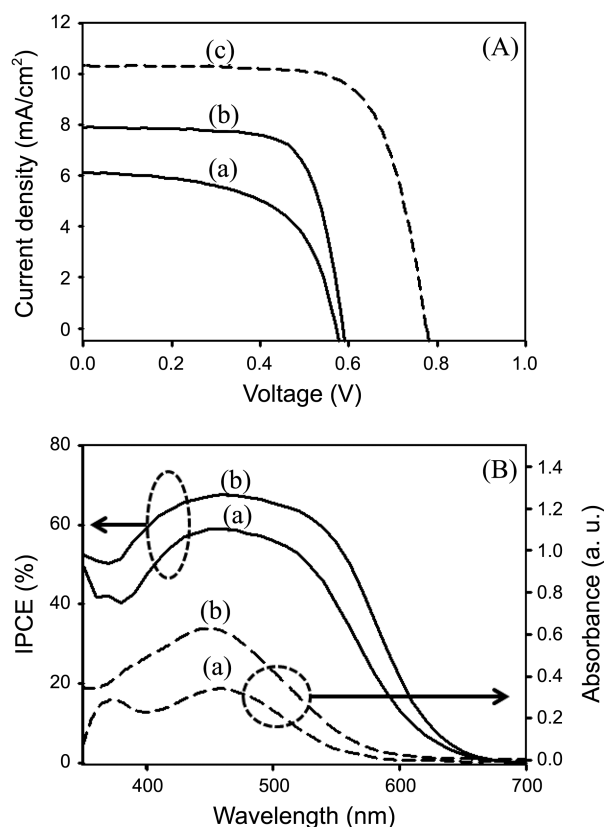 (A)
Current density (mA/cm²)
12
10
8
6
4
2
0
(c)
(b)
(a)
0.0 0.2 0.4 0.6 0.8 1.0
Voltage (V)
(B)
IPCE (%)
80
60
40
20
0
(b)
(a)
(b)
(a)
1.4
1.2
1.0
0.8
0.6
0.4
0.2
0.0
Absorbance (a. u.)
400 500 600 700
Wavelength (nm)